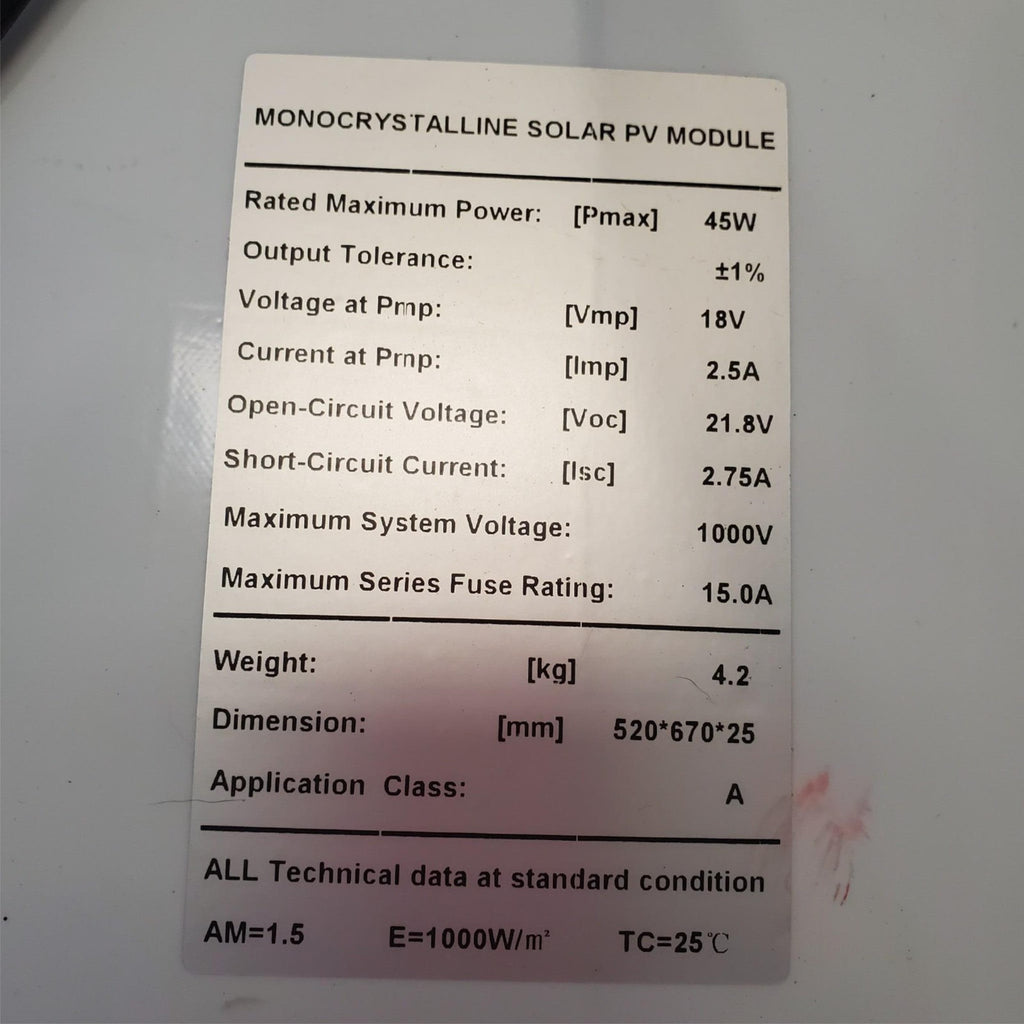 MONOCRYSTALLINE SOLAR PV MODULE
Rated Maximum Power: [Pmax] 45W
Output Tolerance: ±1%
Voltage at Pmp: [Vmp] 18V
Current at Pmp: [Imp] 2.5A
Open-Circuit Voltage: [Voc] 21.8V
Short-Circuit Current: [Isc] 2.75A
Maximum System Voltage: 1000V
Maximum Series Fuse Rating: 15.0A
Weight: [kg] 4.2
Dimension: [mm] 520*670*25
Application Class: A
ALL Technical data at standard condition
AM=1.5 E=1000W/m² TC=25℃